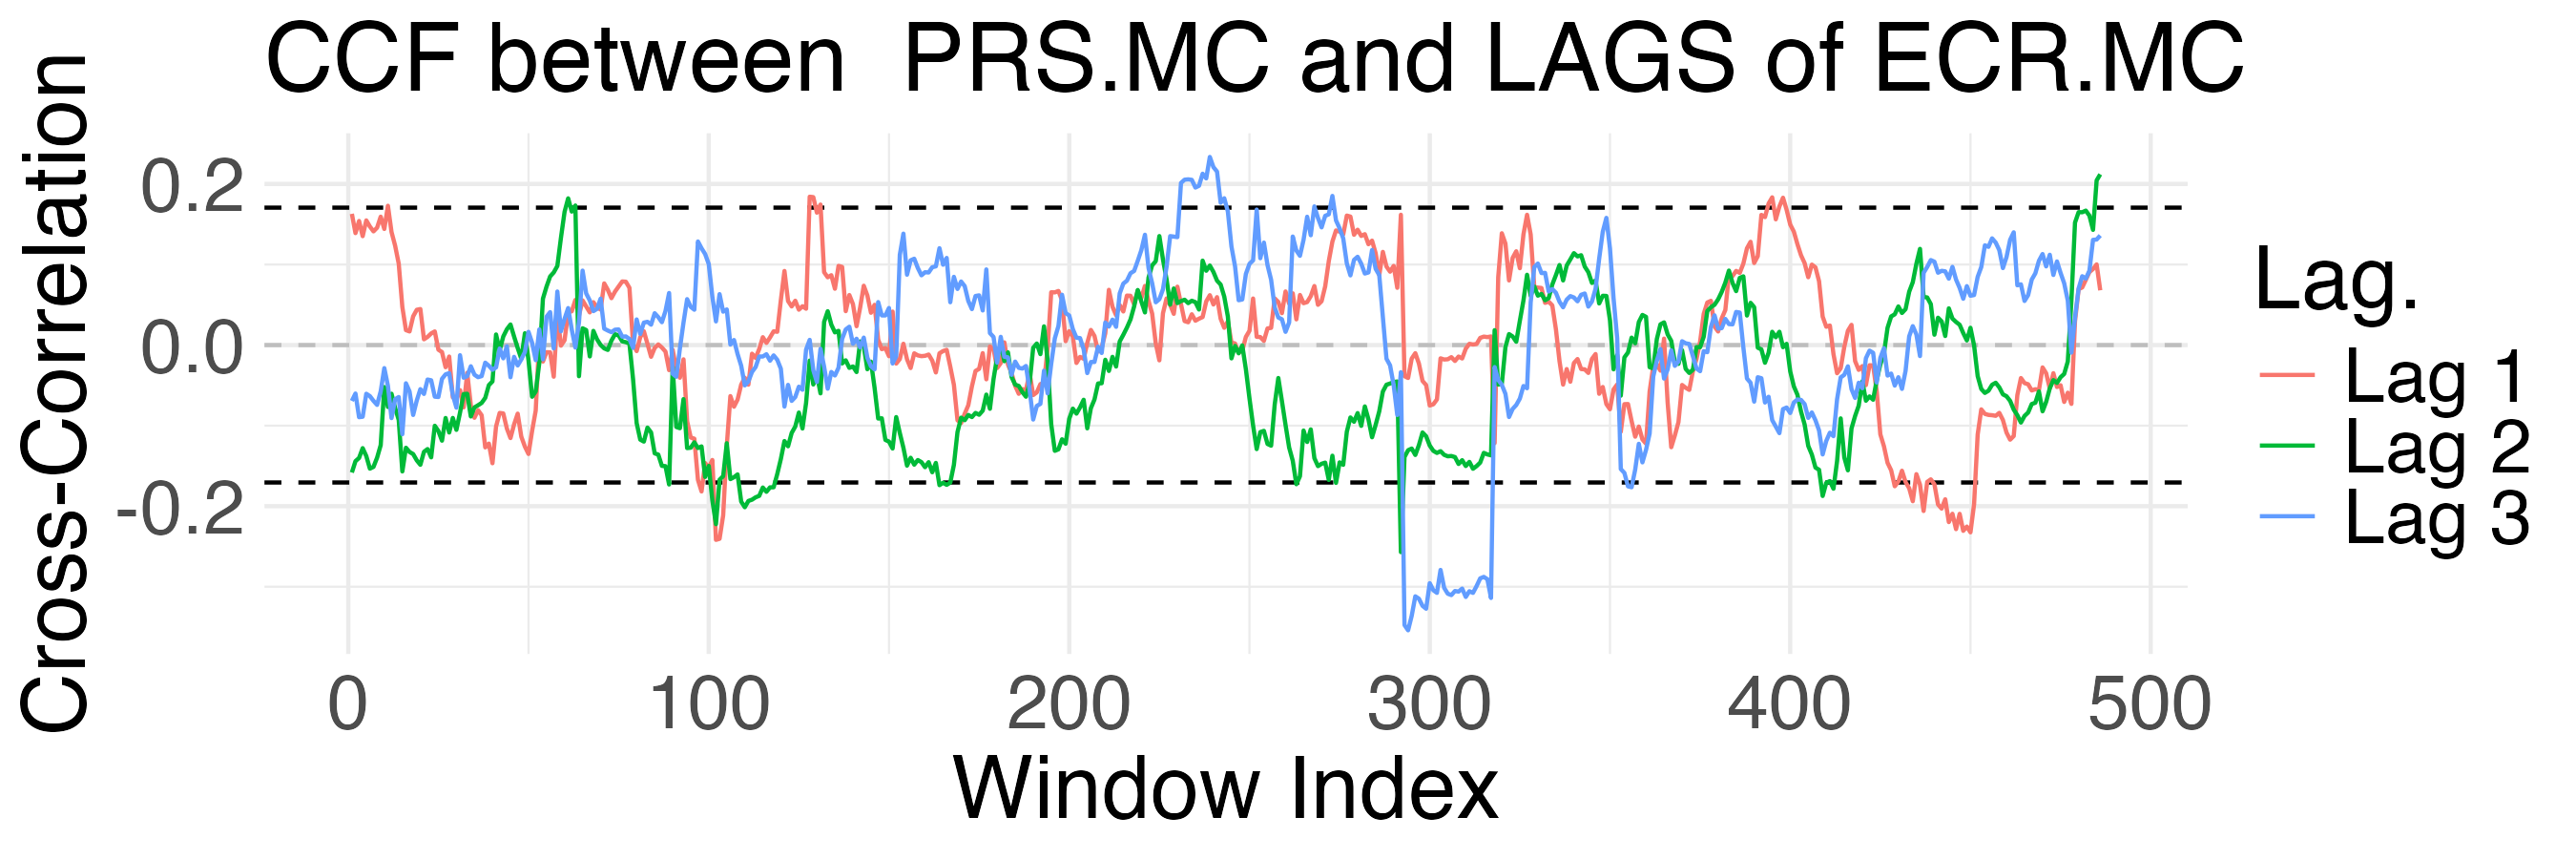 CCF between  PRS.MC and LAGS of ECR.MC
Cross-Correlation
0.2
0.0
-0.2
0
100
200
300
400
500
Window Index
Lag.
Lag 1
Lag 2
Lag 3